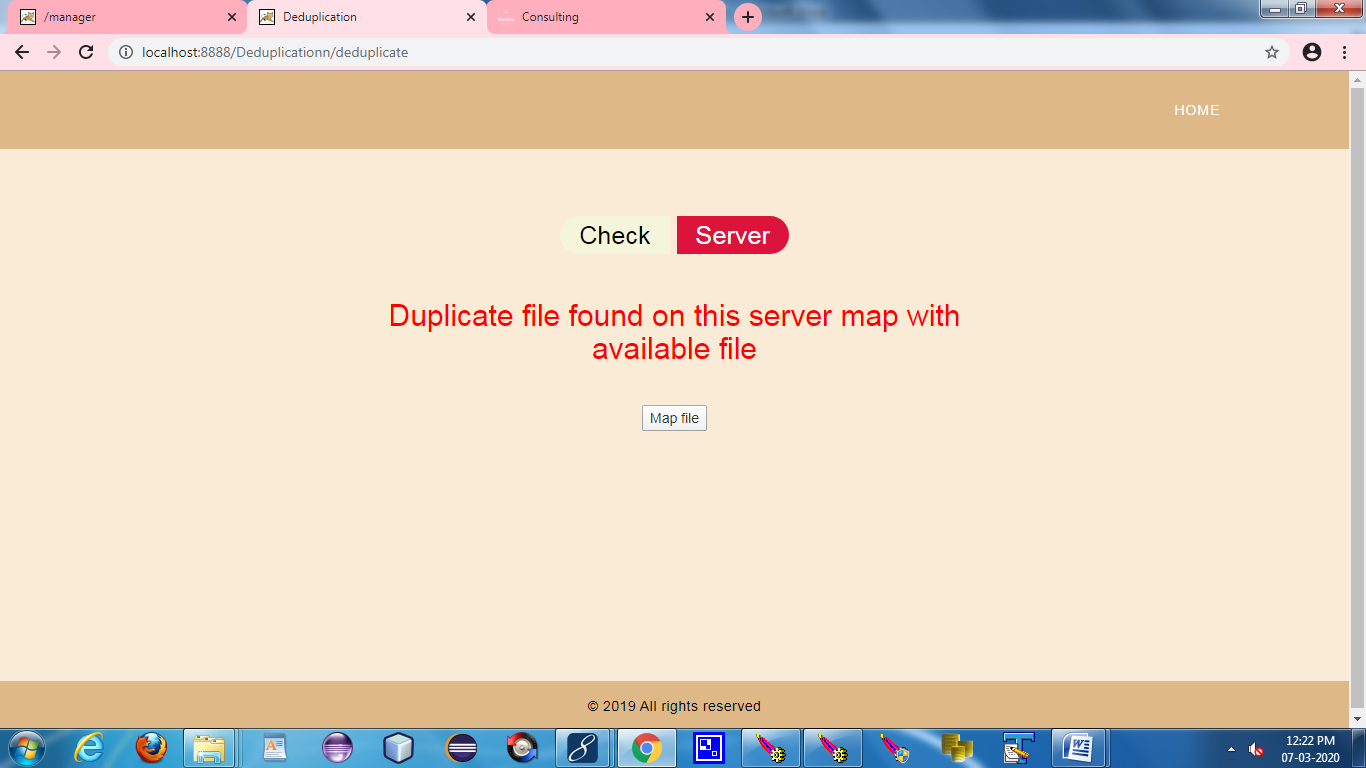 /manager
Deduplication
Consulting
localhost:8888/Deduplicationn/deduplicate
HOME
Check Server
Duplicate file found on this server map with
available file
Map file
© 2019 All rights reserved
12:22 PM
07-03-2020